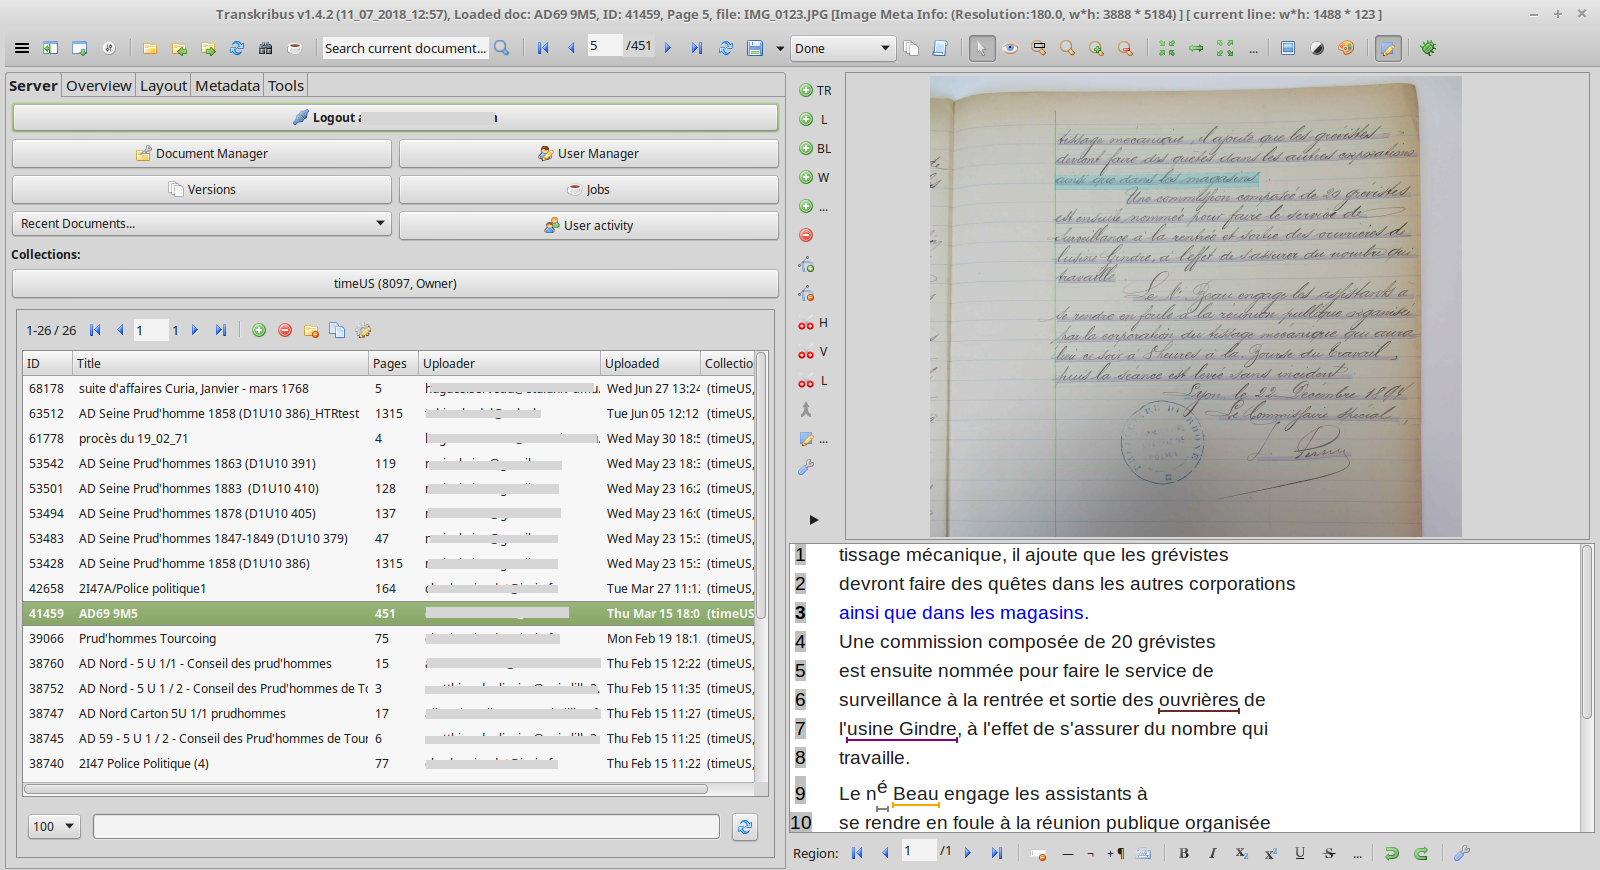 Transkribus v1.4.2 (11_07_2018_12:57), Loaded doc: AD69 9M5, ID: 41459, Page 5, file: IMG_0123.JPG [Image Meta Info: (Resolution:180.0, w*h: 3888 * 5184) ] [ current line: w*h: 1488 * 123 ]
Search current document...
5 /451
Done
...
Server Overview Layout Metadata Tools
Logout
Document Manager
User Manager
Versions
Jobs
Recent Documents...
User activity
Collections:
timeUS (8097, Owner)
1-26 / 26 1 1
ID Title Pages Uploader Uploaded Collectio
68178 suite d'affaires Curia, Janvier - mars 1768 5 Wed Jun 27 13:24 (timeUS,
63512 AD Seine Prud'homme 1858 (D1U10 386)_HTRtest 1315 Tue Jun 05 12:12 (timeUS,
61778 procès du 19_02_71 4 Wed May 30 18:5 (timeUS,
53542 AD Seine Prud'hommes 1863 (D1U10 391) 119 Wed May 23 18:3 (timeUS,
53501 AD Seine Prud'hommes 1883 (D1U10 410) 128 Wed May 23 16:2 (timeUS,
53494 AD Seine Prud'hommes 1878 (D1U10 405) 137 Wed May 23 16:0 (timeUS,
53483 AD Seine Prud'hommes 1847-1849 (D1U10 379) 47 Wed May 23 15:3 (timeUS,
53428 AD Seine Prud'homme 1858 (D1U10 386) 1315 Wed May 23 15:3 (timeUS,
42658 2I47A/Police politique1 164 Tue Mar 27 11:12 (timeUS,
41459 AD69 9M5 451 Thu Mar 15 18:0 (timeUS
39066 Prud'hommes Tourcoing 75 Mon Feb 19 18:1 (timeUS,
38760 AD Nord - 5 U 1/1 - Conseil des prud'hommes 15 Thu Feb 15 12:22 (timeUS,
38752 AD Nord - 5 U 1 / 2 - Conseil des Prud'hommes de To 3 Thu Feb 15 11:35 (timeUS,
38747 AD Nord Carton 5U 1/1 prudhommes 17 Thu Feb 15 11:27 (timeUS,
38745 AD 59 - 5 U 1 / 2 - Conseil des Prud'hommes de Tour 6 Thu Feb 15 11:25 (timeUS,
38740 2I47 Police Politique (4) 77 Thu Feb 15 11:22 (timeUS,
100
TR
L
BL
W
...
H
V
L
...
tissage mécanique, il ajoute que les grévistes
devront faire des quêtes dans les autres corporations
ainsi que dans les magasins.
Une commission composée de 20 grévistes
est ensuite nommée pour faire le service de
surveillance à la rentrée et sortie des ouvrières de
l'usine Gindre, à l'effet de s'assurer du nombre qui
travaille.
Le Né Beau engage les assistants à
se rendre en foule à la réunion publique organisée
par la corporation du tissage mécanique qui aura
lieu ce soir à 8 heures à la Bourse du Travail,
puis la séance est levée sans incident.
Lyon, le 22 Décembre 189
Le Commissaire spécial,
1 tissage mécanique, il ajoute que les grévistes
2 devront faire des quêtes dans les autres corporations
3 ainsi que dans les magasins.
4 Une commission composée de 20 grévistes
5 est ensuite nommée pour faire le service de
6 surveillance à la rentrée et sortie des ouvrières de
7 l'usine Gindre, à l'effet de s'assurer du nombre qui
8 travaille.
9 Le né Beau engage les assistants à
10 se rendre en foule à la réunion publique organisée
Region: 1 /1 B I X₂ X² U S ...